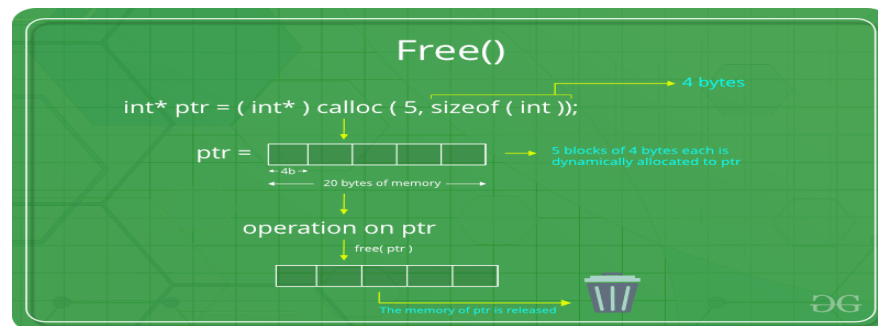 Free()
4 bytes
int* ptr = ( int* ) calloc ( 5, sizeof ( int ));
ptr =
5 blocks of 4 bytes each is
dynamically allocated to ptr
4b
20 bytes of memory
operation on ptr
free( ptr )
The memory of ptr is released
GG